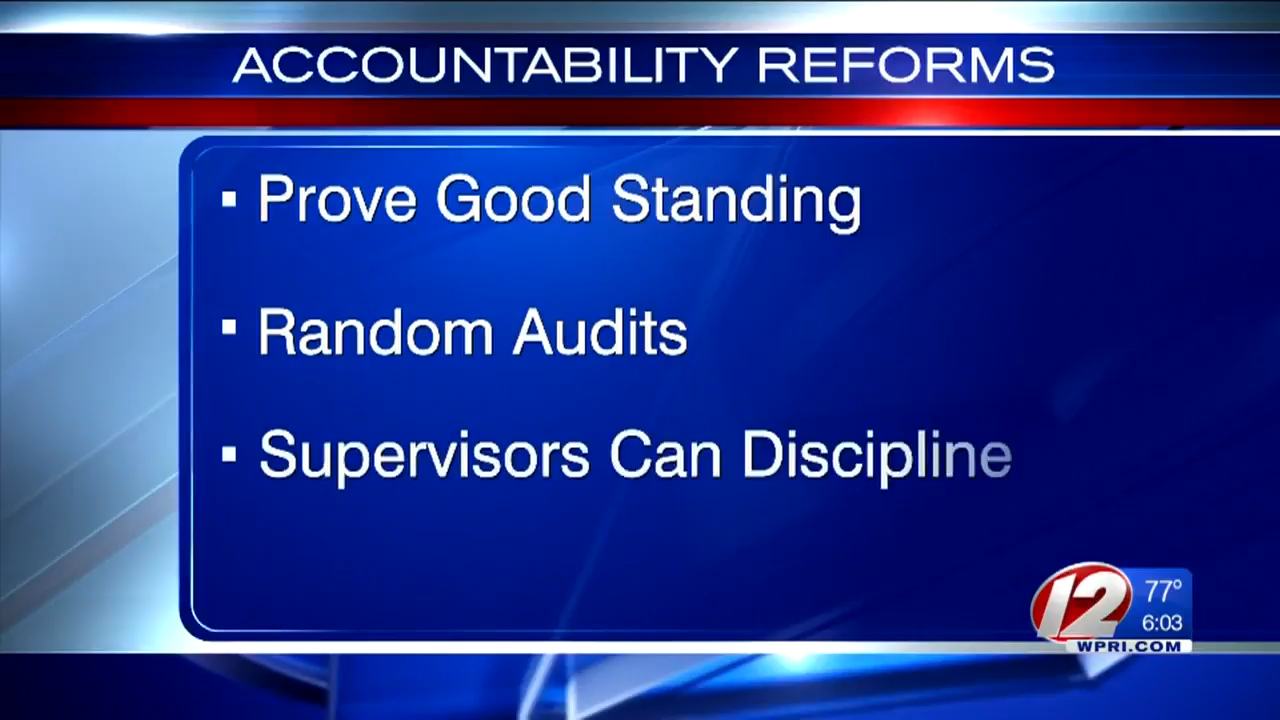 ACCOUNTABILITY REFORMS
▪ Prove Good Standing
▪ Random Audits
▪ Supervisors Can Discipline
12
77°
6:03
WPRI.COM